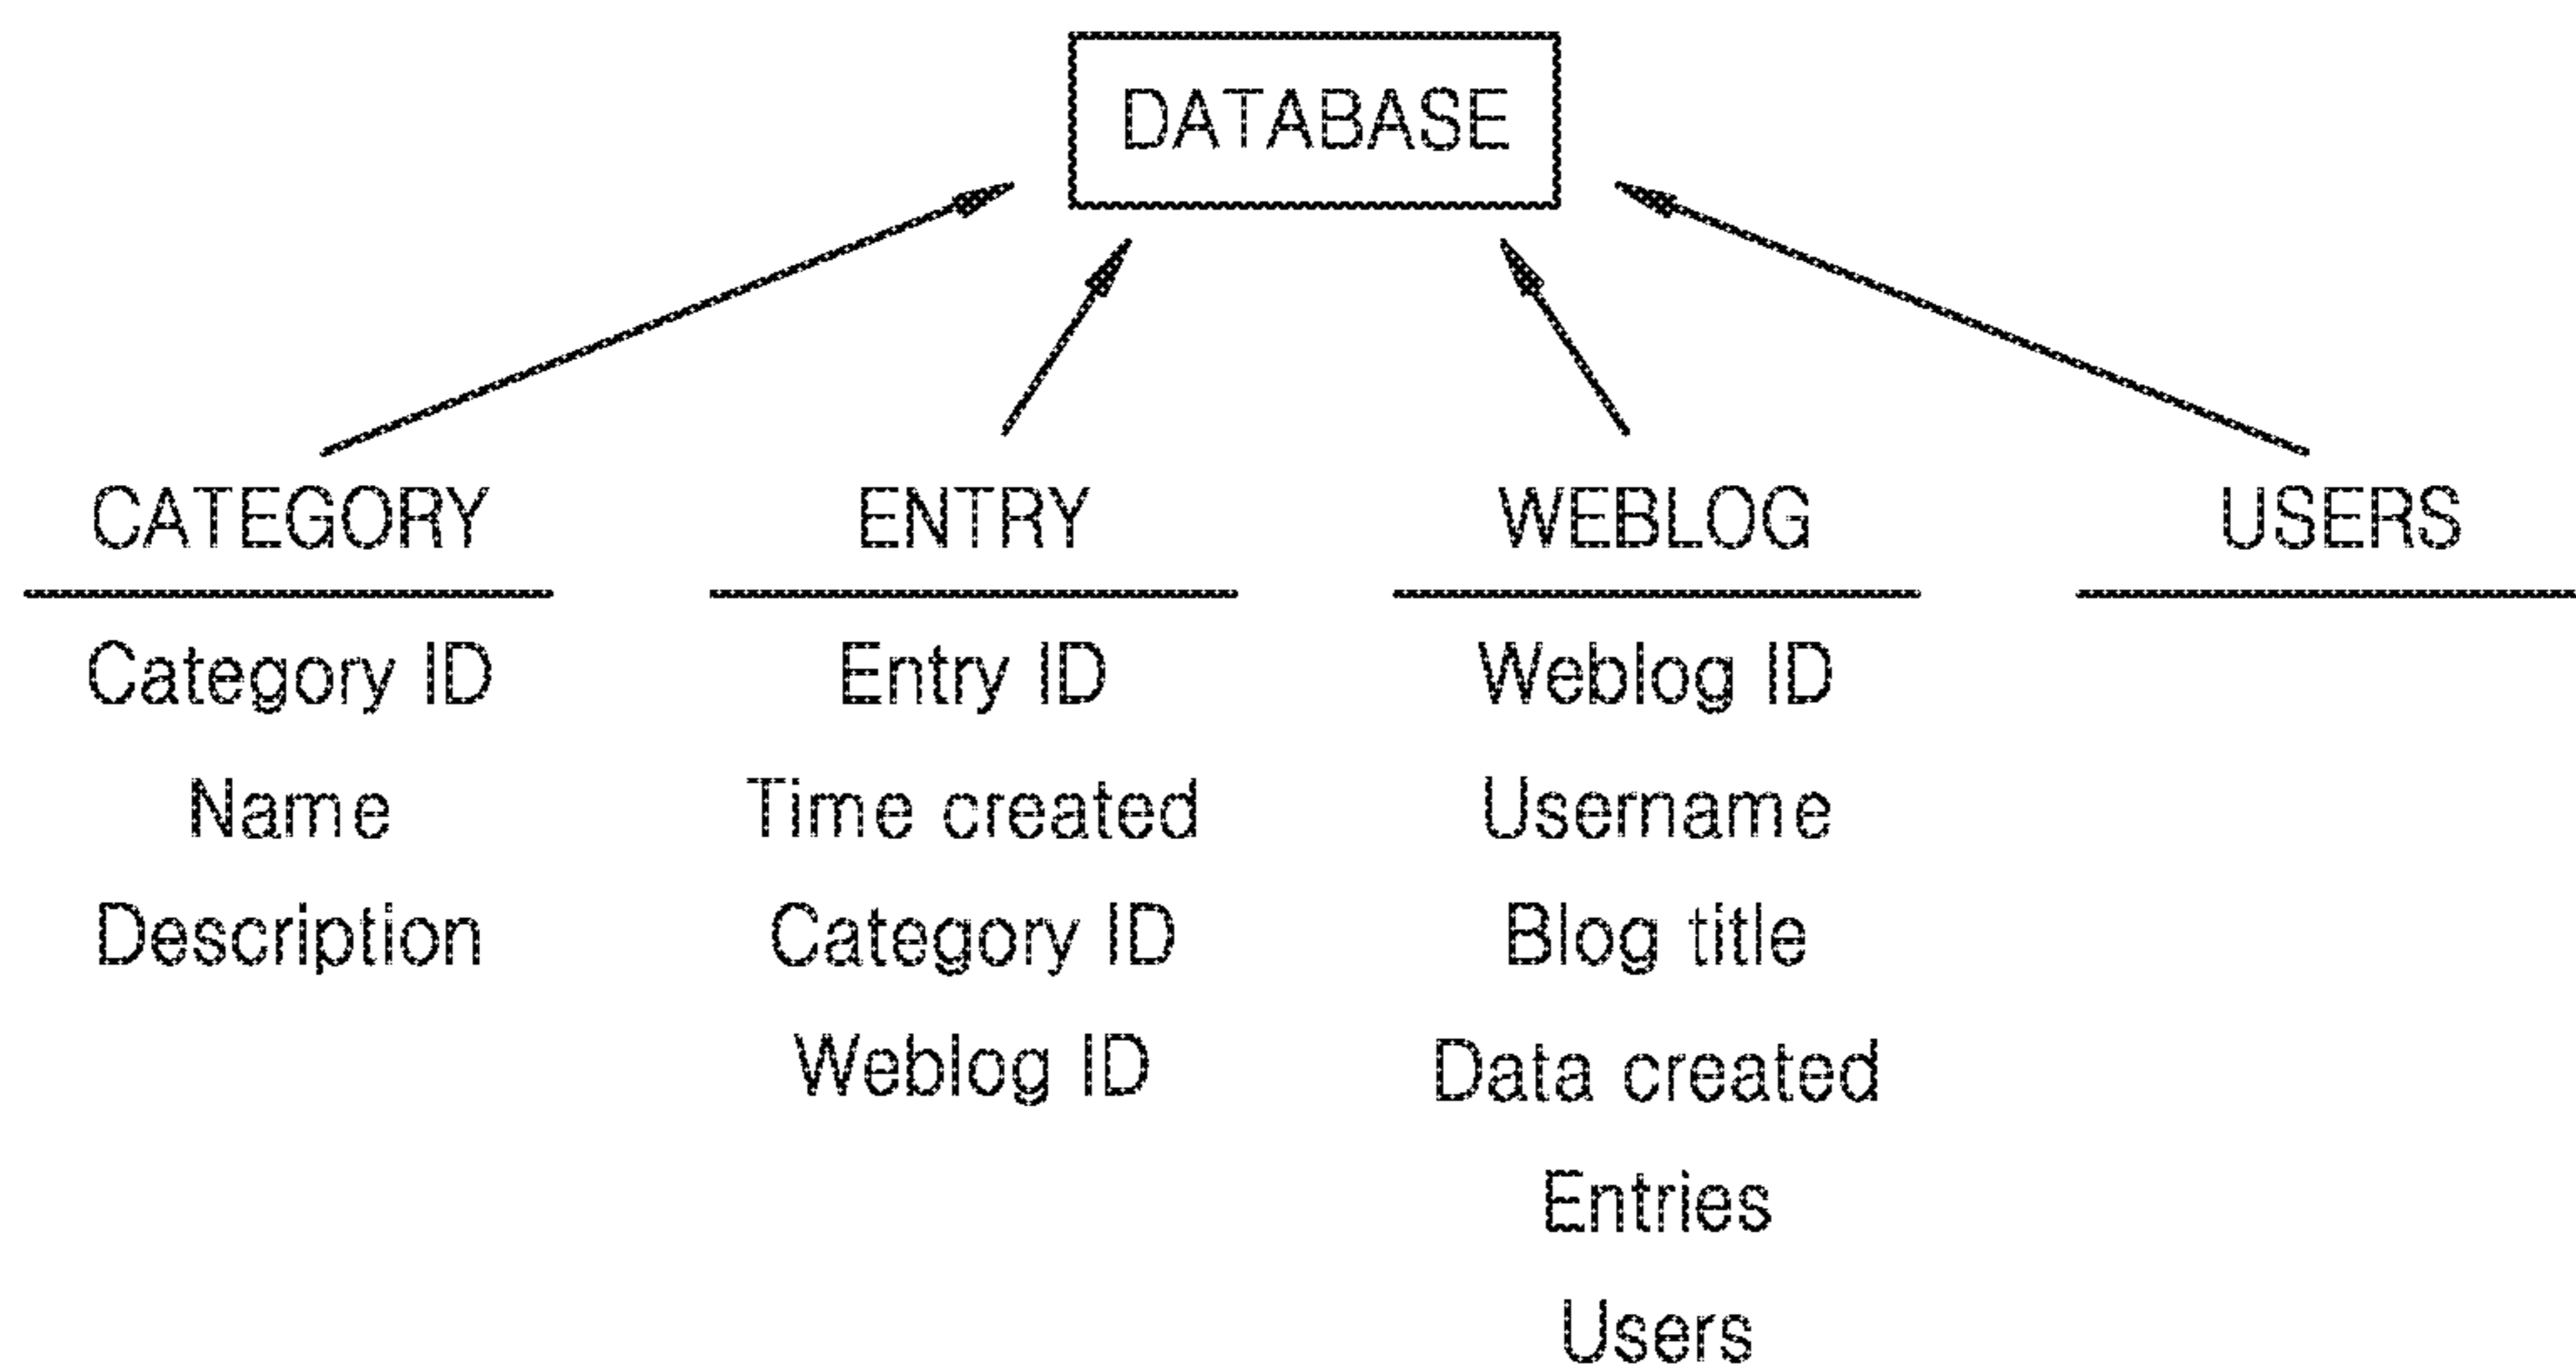 DATABASE
CATEGORY
Category ID
Name
Description
ENTRY
Entry ID
Time created
Category ID
Weblog ID
WEBLOG
Weblog ID
Username
Blog title
Data created
Entries
Users
USERS